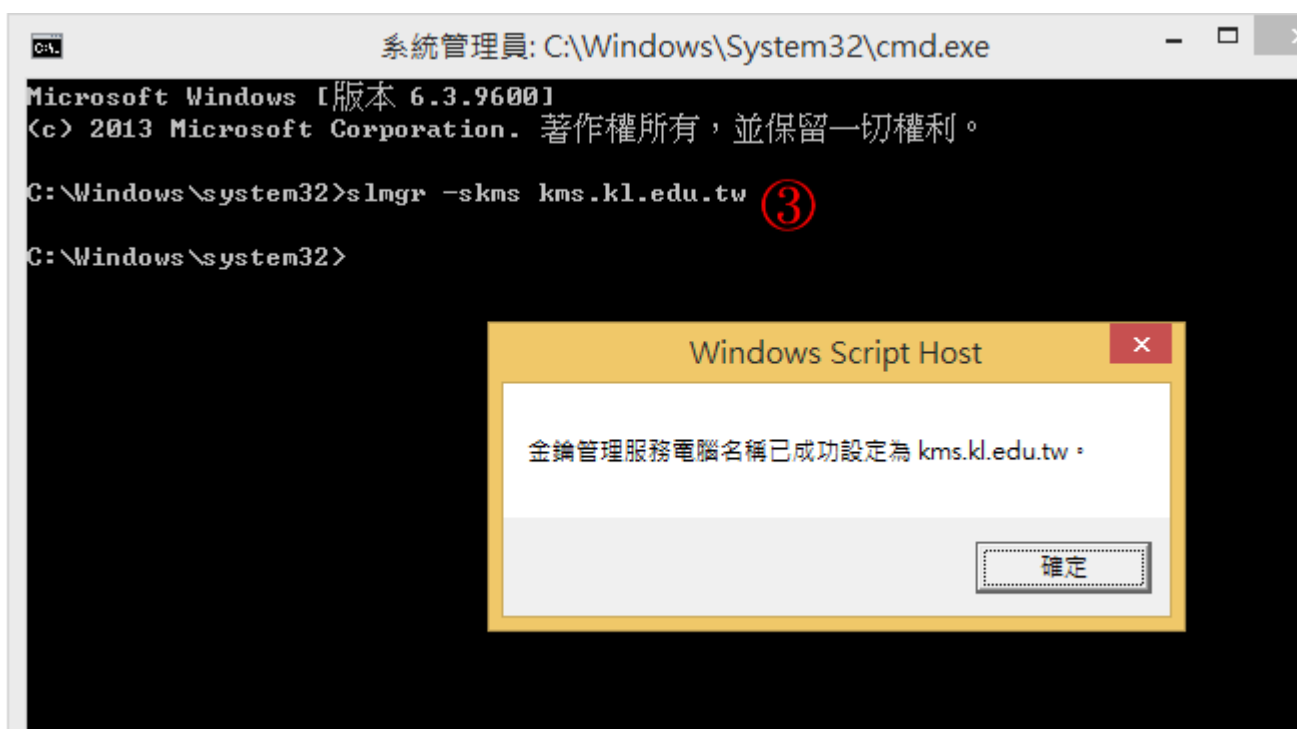 系統管理員: C:\Windows\System32\cmd.exe
Microsoft Windows [版本 6.3.9600]
(c) 2013 Microsoft Corporation. 著作權所有，並保留一切權利。
C:\Windows\system32>slmgr -skms kms.kl.edu.tw ③
C:\Windows\system32>
Windows Script Host
金鑰管理服務電腦名稱已成功設定為 kms.kl.edu.tw。
確定